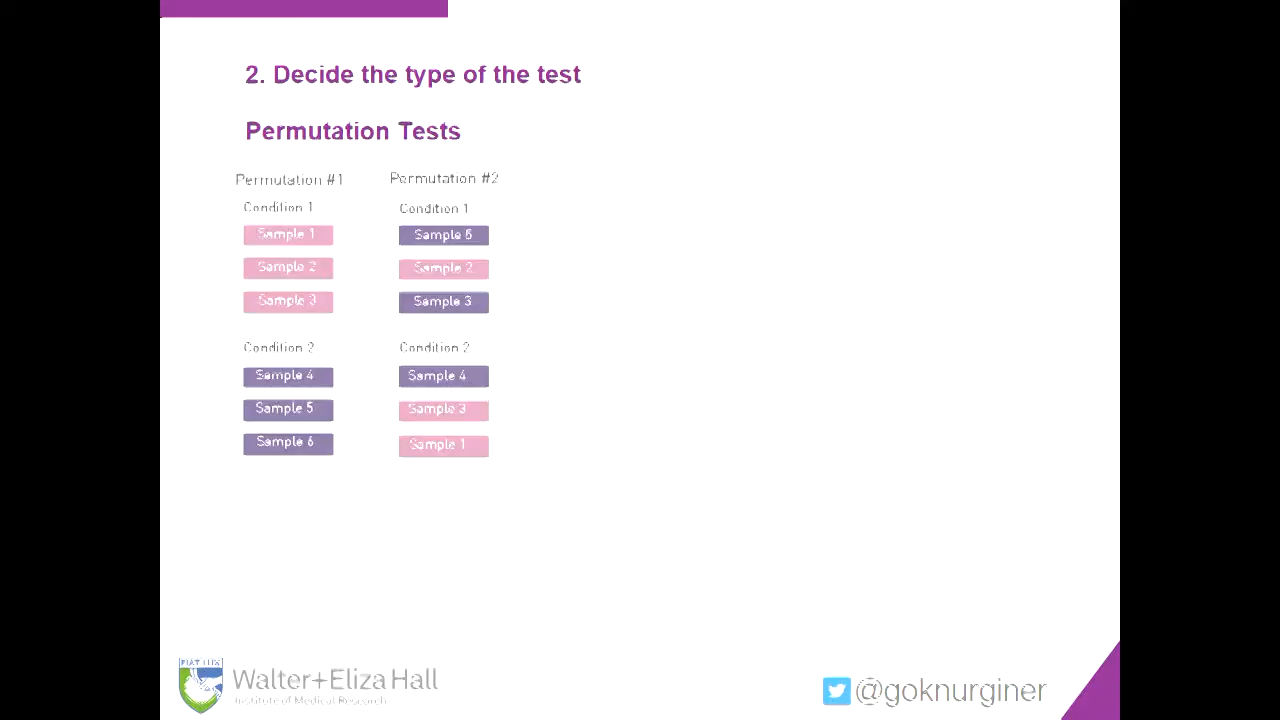 2. Decide the type of the test
Permutation Tests
Permutation #1
Condition 1
Sample 1
Sample 2
Sample 3
Condition 2
Sample 4
Sample 5
Sample 6
Permutation #2
Condition 1
Sample 5
Sample 2
Sample 3
Condition 2
Sample 4
Sample 3
Sample 1
FIAT LUX
Walter+Eliza Hall
Institute of Medical Research
@goknurginer